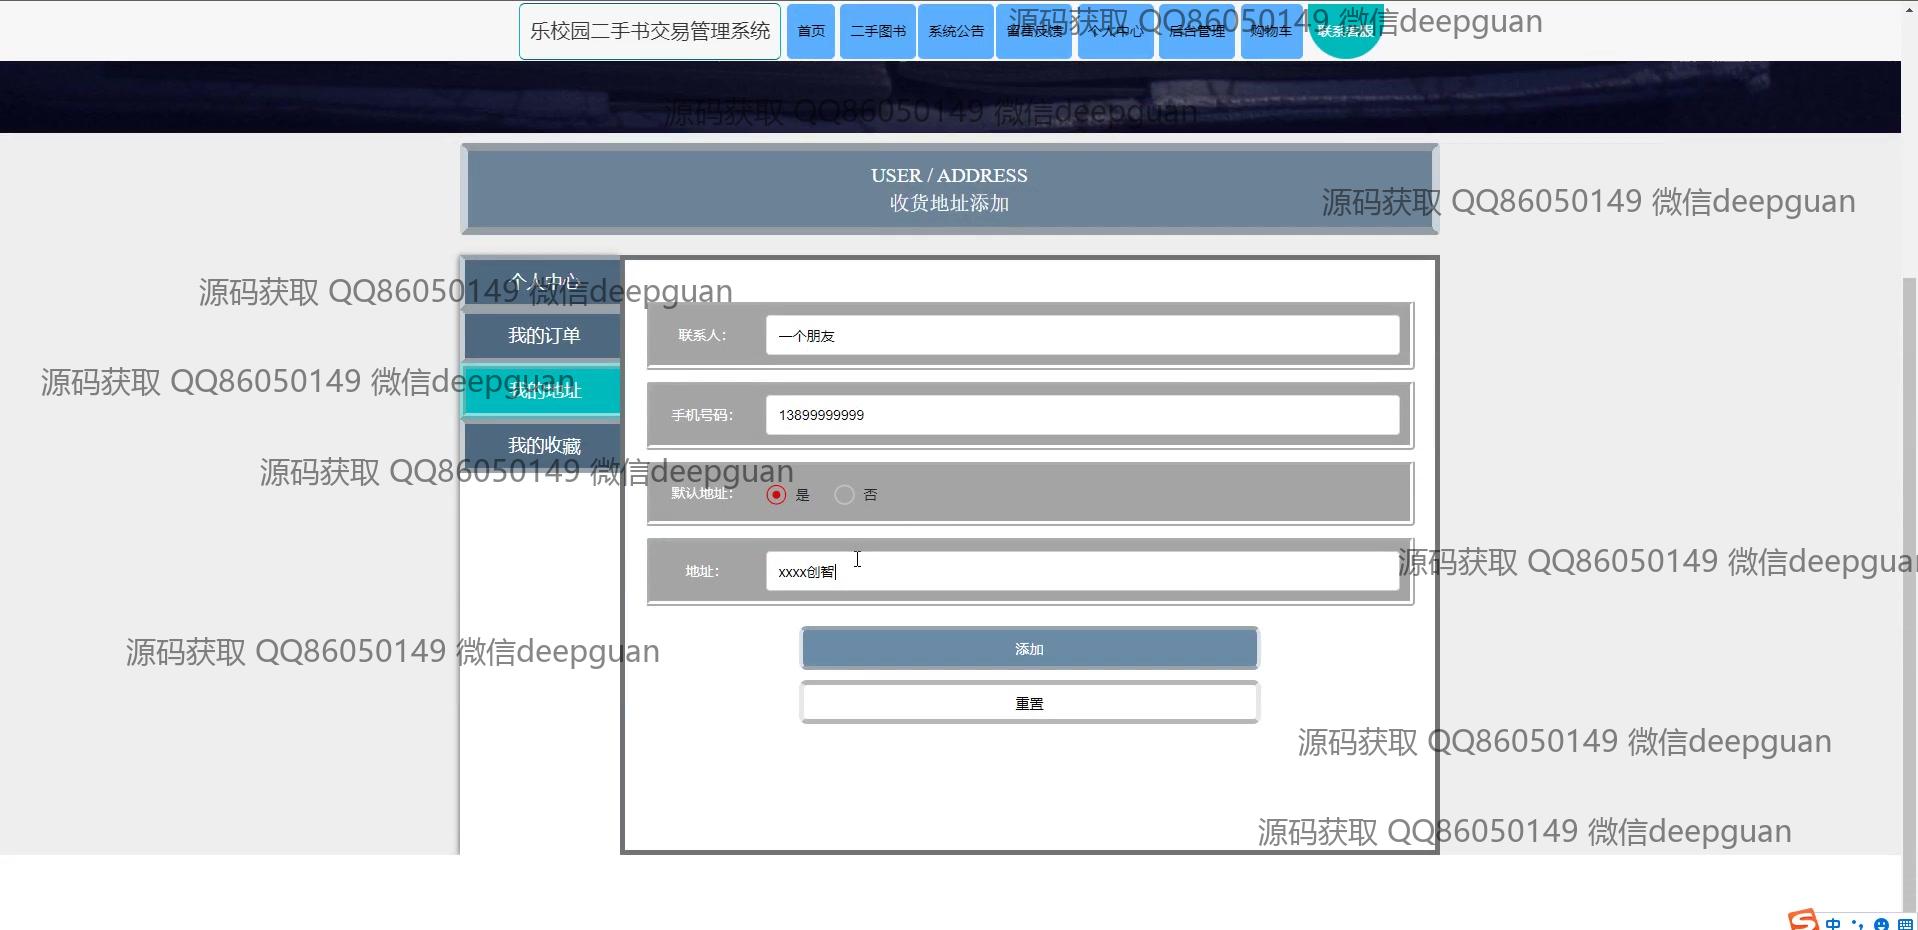 乐校园二手书交易管理系统 首页 二手图书 系统公告 留言反馈 个人中心 后台管理 购物车 联系客服
源码获取 QQ86050149 微信deepguan
源码获取 QQ86050149 微信deepguan
USER / ADDRESS
收货地址添加
源码获取 QQ86050149 微信deepguan
个人中心
源码获取 QQ86050149 微信deepguan
我的订单
联系人： 一个朋友
我的地址
源码获取 QQ86050149 微信deepguan
手机号码： 13899999999
我的收藏
源码获取 QQ86050149 微信deepguan
默认地址： 是 否
源码获取 QQ86050149 微信deepguan
地址： xxxx创智
源码获取 QQ86050149 微信deepguan
添加
重置
源码获取 QQ86050149 微信deepguan
源码获取 QQ86050149 微信deepguan
中